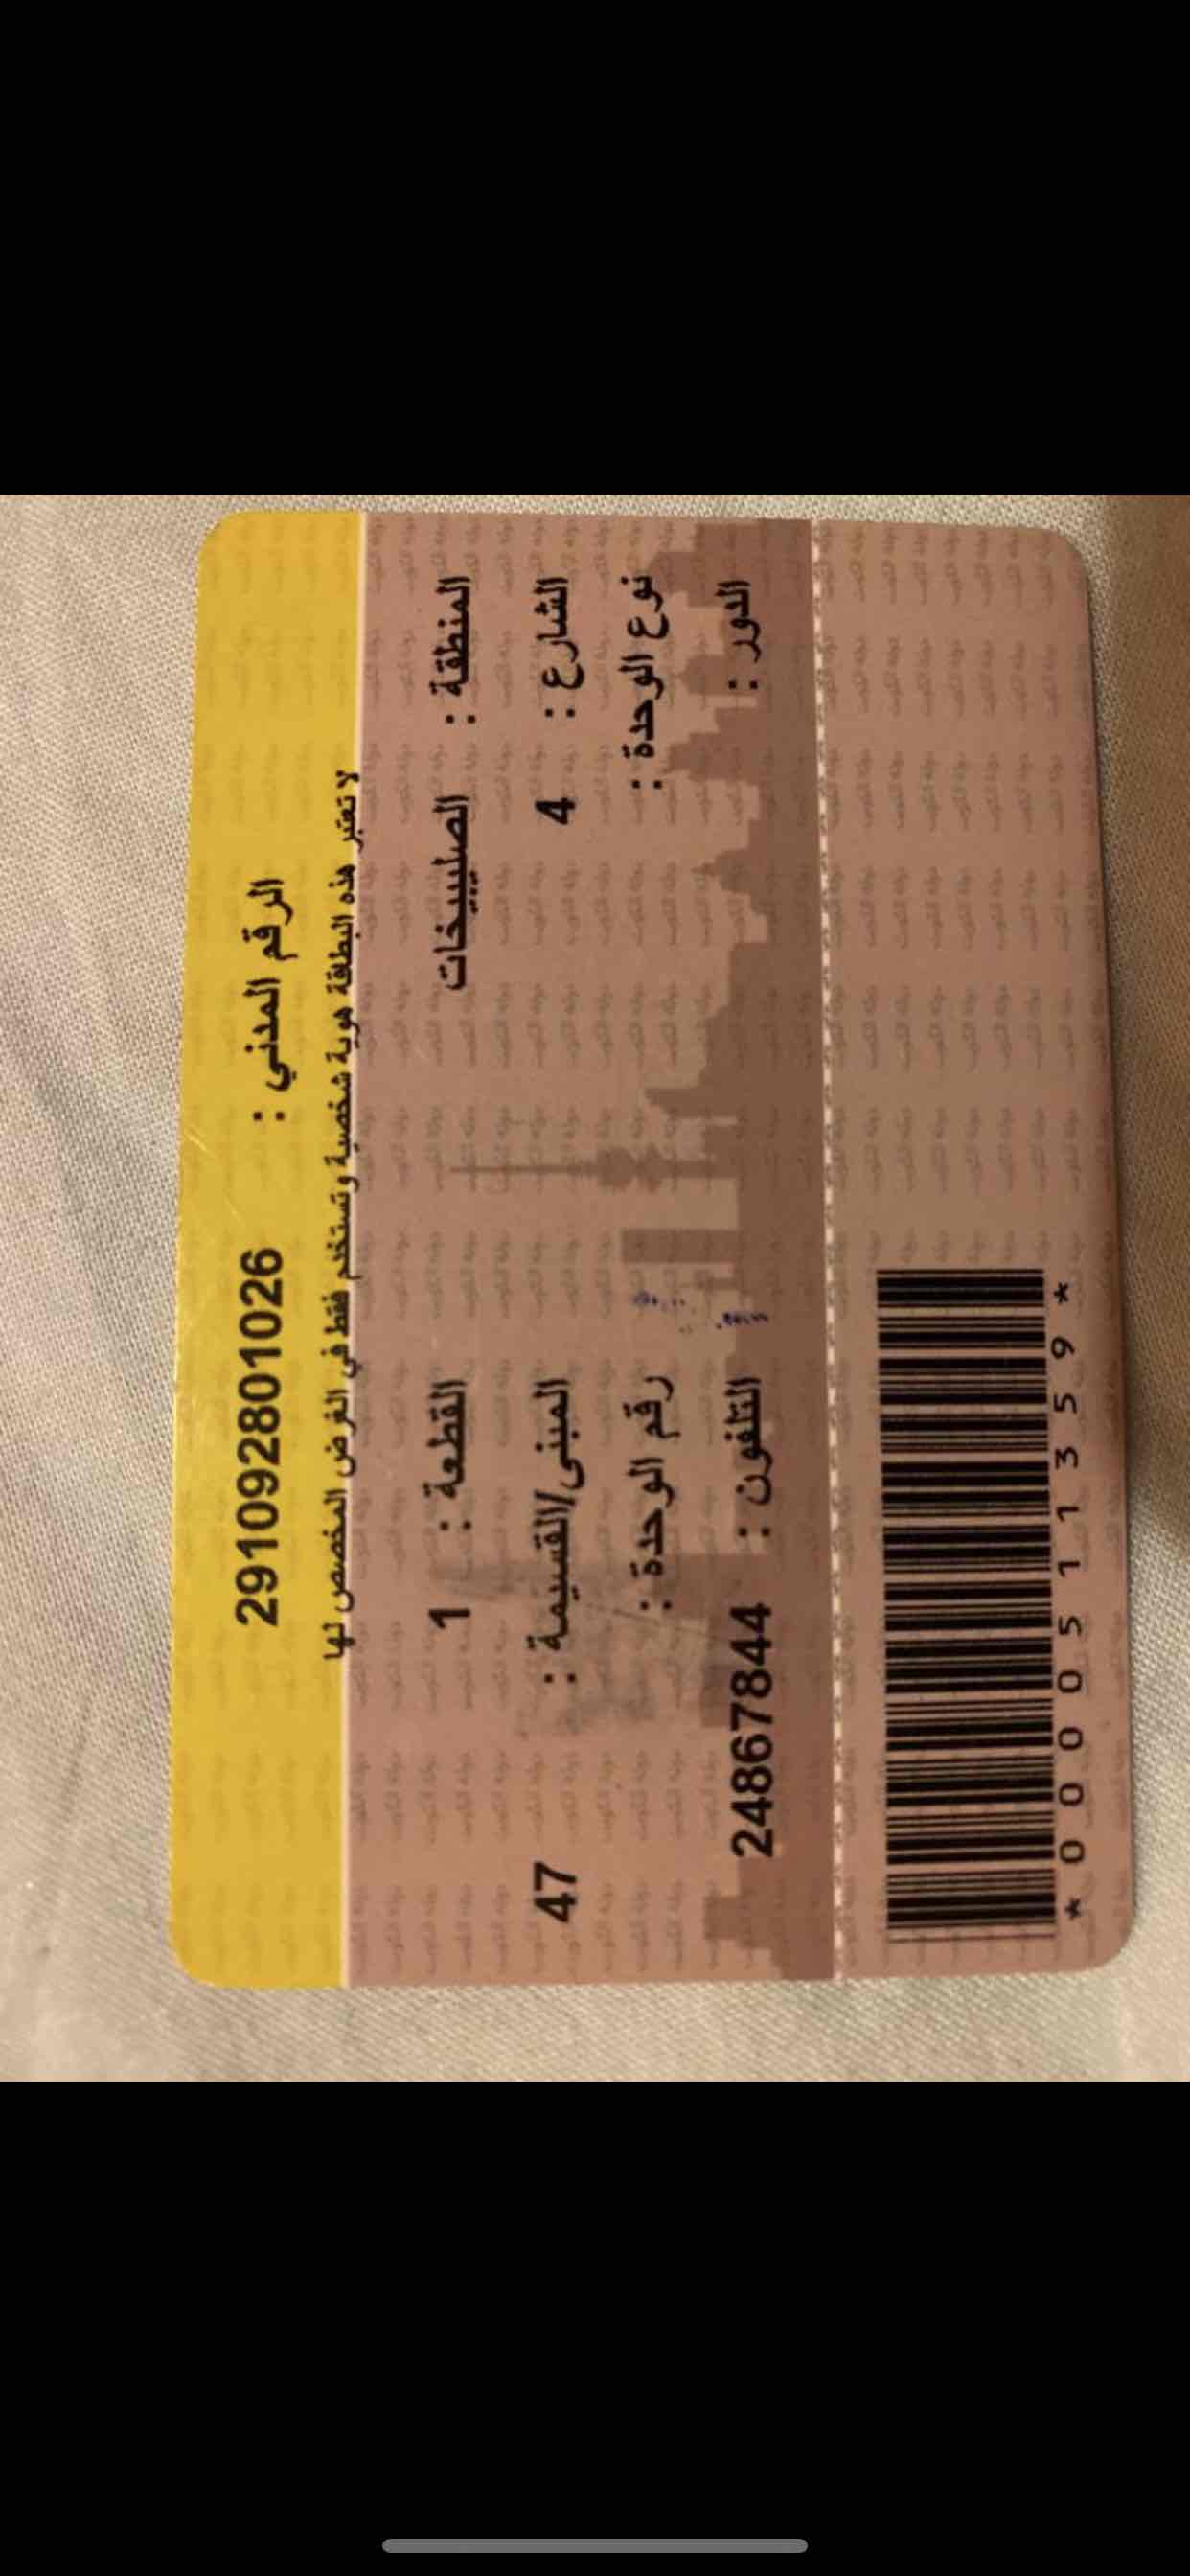 الرقم المدني : 291092801026
لا تعتبر هذه البطاقة هوية شخصية وتستخدم فقط في الغرض المخصص لها
المنطقة : الصليبيخات القطعة : 1
الشارع : 4 المبنى/القسيمة : 47
نوع الوحدة : رقم الوحدة :
الدور : التلفون : 24867844
*000511359*